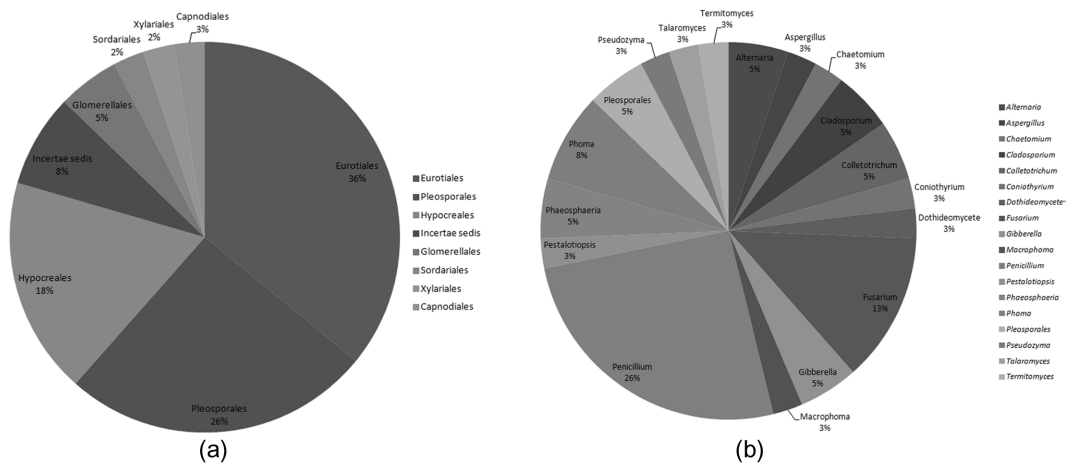 Eurotiales
36%
Pleosporales
26%
Hypocreales
18%
Incertae sedis
8%
Glomerellales
5%
Sordariales
2%
Xylariales
2%
Capnodiales
3%
Eurotiales
Pleosporales
Hypocreales
Incertae sedis
Glomerellales
Sordariales
Xylariales
Capnodiales
(a)
Alternaria
5%
Aspergillus
3%
Chaetomium
3%
Cladosporium
5%
Colletotrichum
5%
Coniothyrium
3%
Dothideomycete
3%
Fusarium
13%
Gibberella
5%
Macrophoma
3%
Penicillium
26%
Pestalotiopsis
3%
Phaeosphaeria
5%
Phoma
8%
Pleosporales
5%
Pseudozyma
3%
Talaromyces
3%
Termitomyces
3%
Alternaria
Aspergillus
Chaetomium
Cladosporium
Colletotrichum
Coniothyrium
Dothideomycete
Fusarium
Gibberella
Macrophoma
Penicillium
Pestalotiopsis
Phaeosphaeria
Phoma
Pleosporales
Pseudozyma
Talaromyces
Termitomyces
(b)